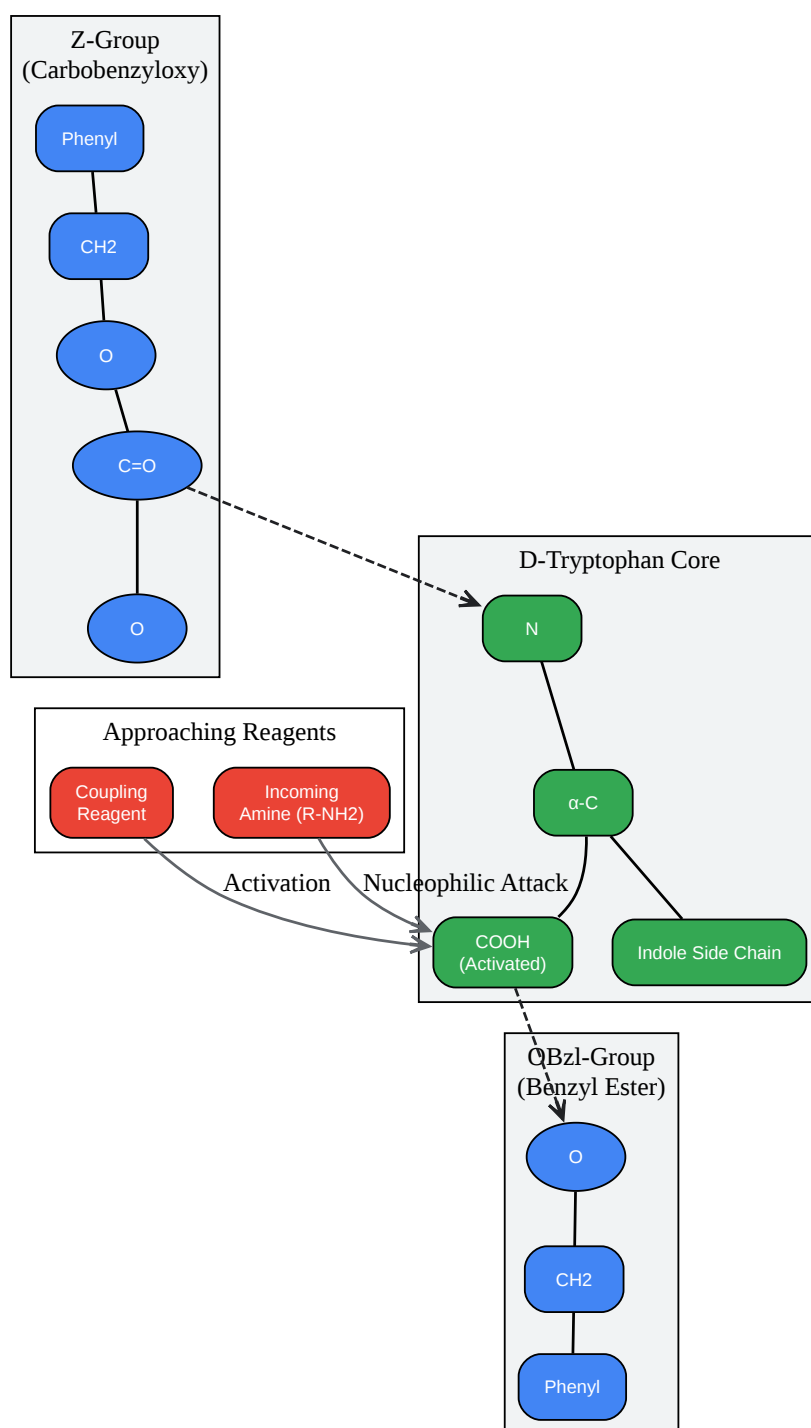 Z-Group
(Carbobenzyloxy)
Phenyl
CH2
O
C=O
O
D-Tryptophan Core
N
α-C
COOH
(Activated)
Indole Side Chain
Approaching Reagents
Coupling
Reagent
Incoming
Amine (R-NH2)
Activation
Nucleophilic Attack
OBzl-Group
(Benzyl Ester)
O
CH2
Phenyl